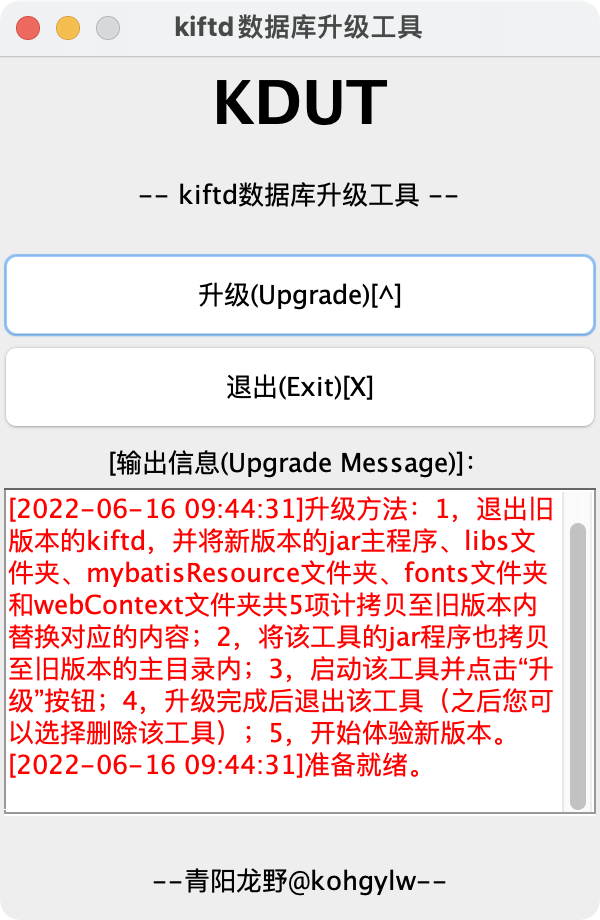 kiftd数据库升级工具
KDUT
-- kiftd数据库升级工具 --
升级(Upgrade)[^]
退出(Exit)[X]
[输出信息(Upgrade Message)]：
[2022-06-16 09:44:31]升级方法：1，退出旧
版本的kiftd，并将新版本的jar主程序、libs文
件夹、mybatisResource文件夹、fonts文件夹
和webContext文件夹共5项计拷贝至旧版本内
替换对应的内容；2，将该工具的jar程序也拷贝
至旧版本的主目录内；3，启动该工具并点击“升
级”按钮；4，升级完成后退出该工具（之后您可
以选择删除该工具）；5，开始体验新版本。
[2022-06-16 09:44:31]准备就绪。
--青阳龙野@kohgylw--